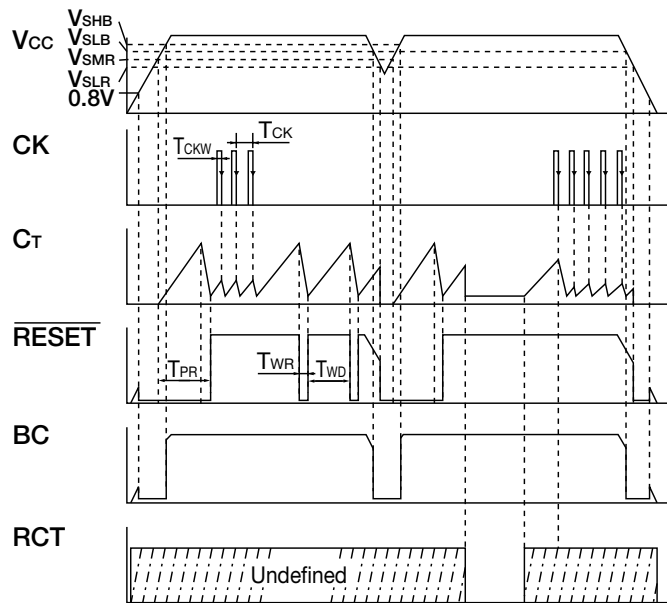 VSHB
VSLB
VCC
VSMR
VSLR
0.8V
CK
TCKW
TCK
CT
RESET
TPR
TWR
TWD
BC
RCT
Undefined